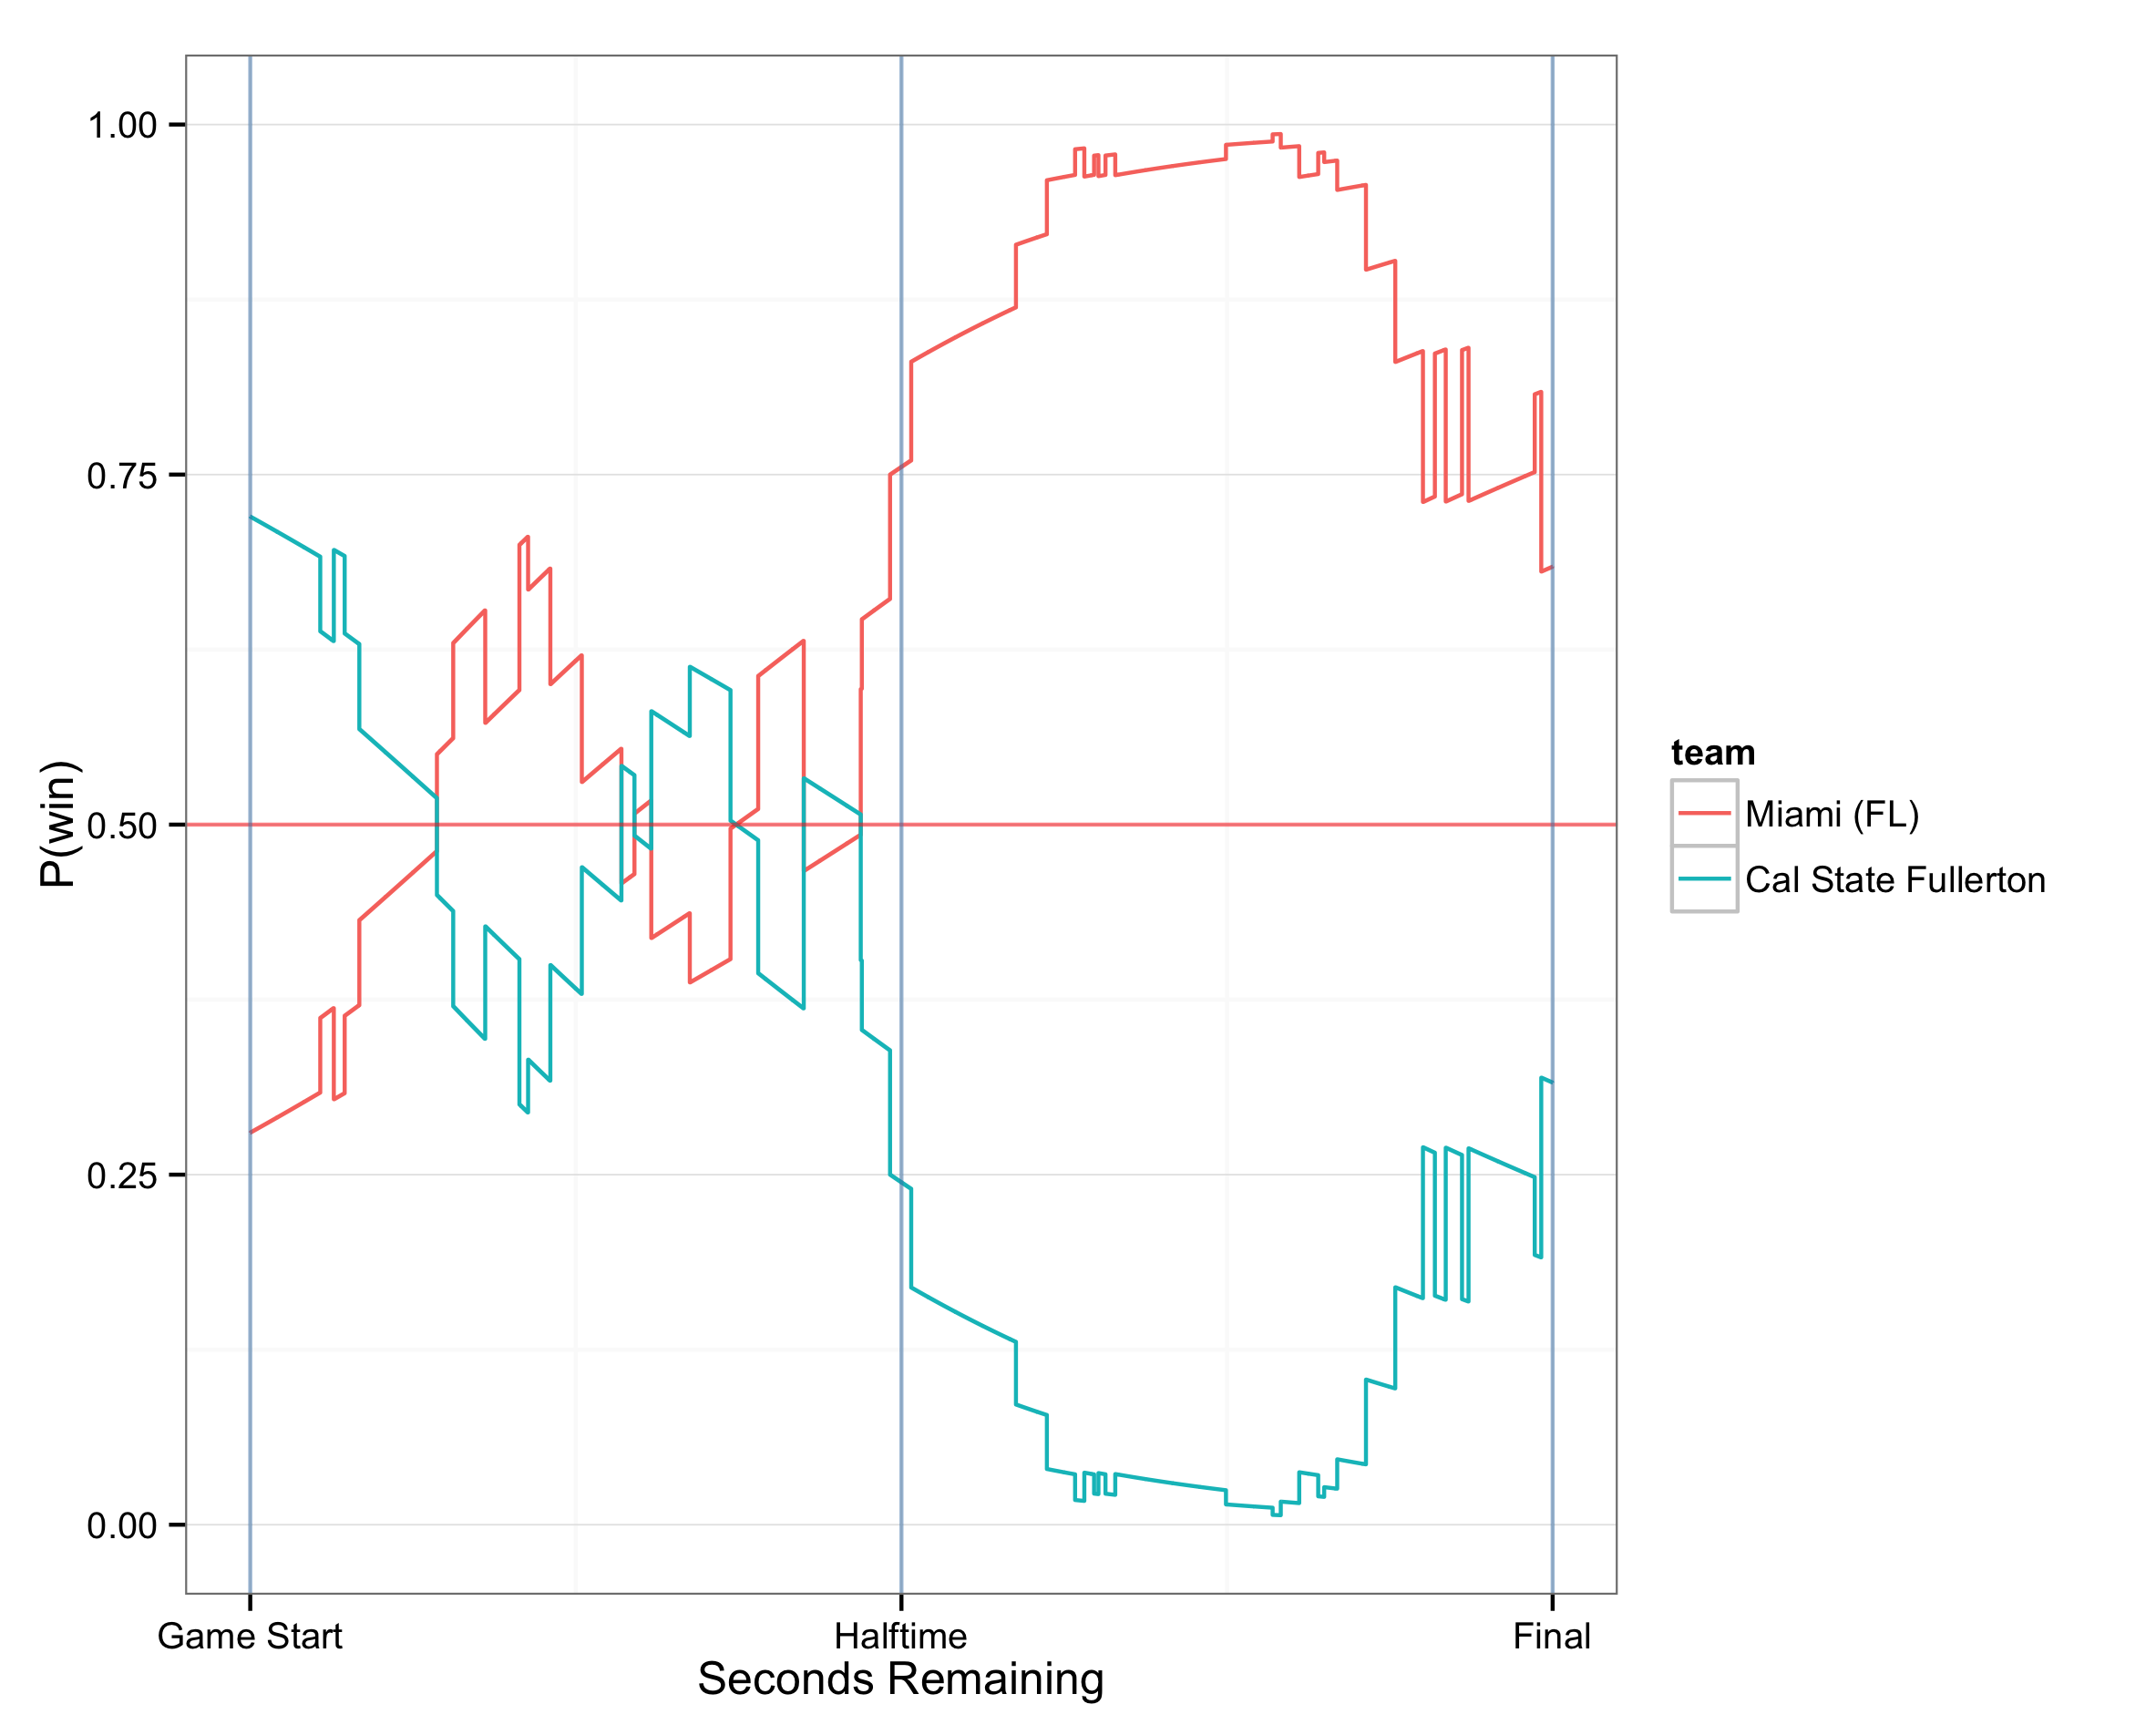 1.00
0.75
0.50
0.25
0.00
P(win)
Game Start
Halftime
Final
Seconds Remaining
team
Miami (FL)
Cal State Fullerton